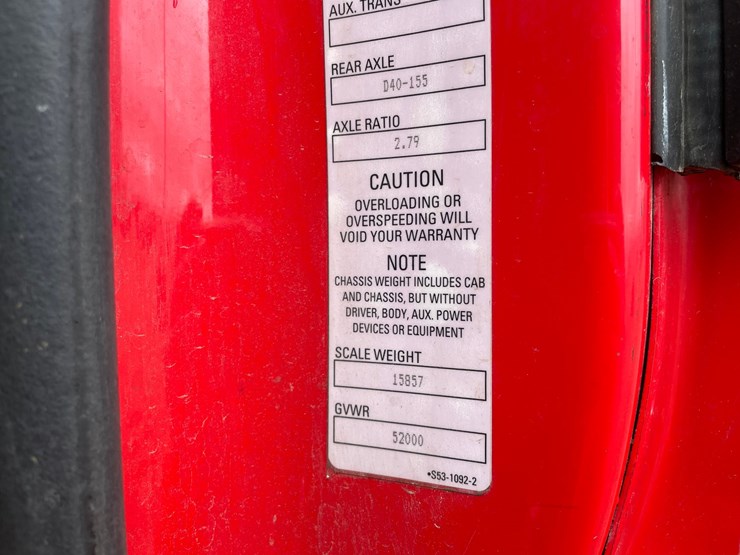 AUX. TRANS
REAR AXLE
D40-155
AXLE RATIO
2.79
CAUTION
OVERLOADING OR
OVERSPEEDING WILL
VOID YOUR WARRANTY
NOTE
CHASSIS WEIGHT INCLUDES CAB
AND CHASSIS, BUT WITHOUT
DRIVER, BODY, AUX. POWER
DEVICES OR EQUIPMENT
SCALE WEIGHT
15857
GVWR
52000
*S53-1092-2